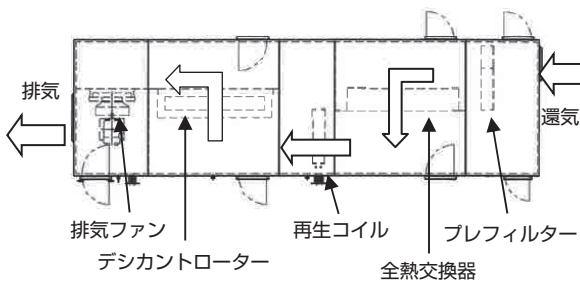 排気
還気
排気ファン
デシカントローター
再生コイル
全熱交換器
プレフィルター